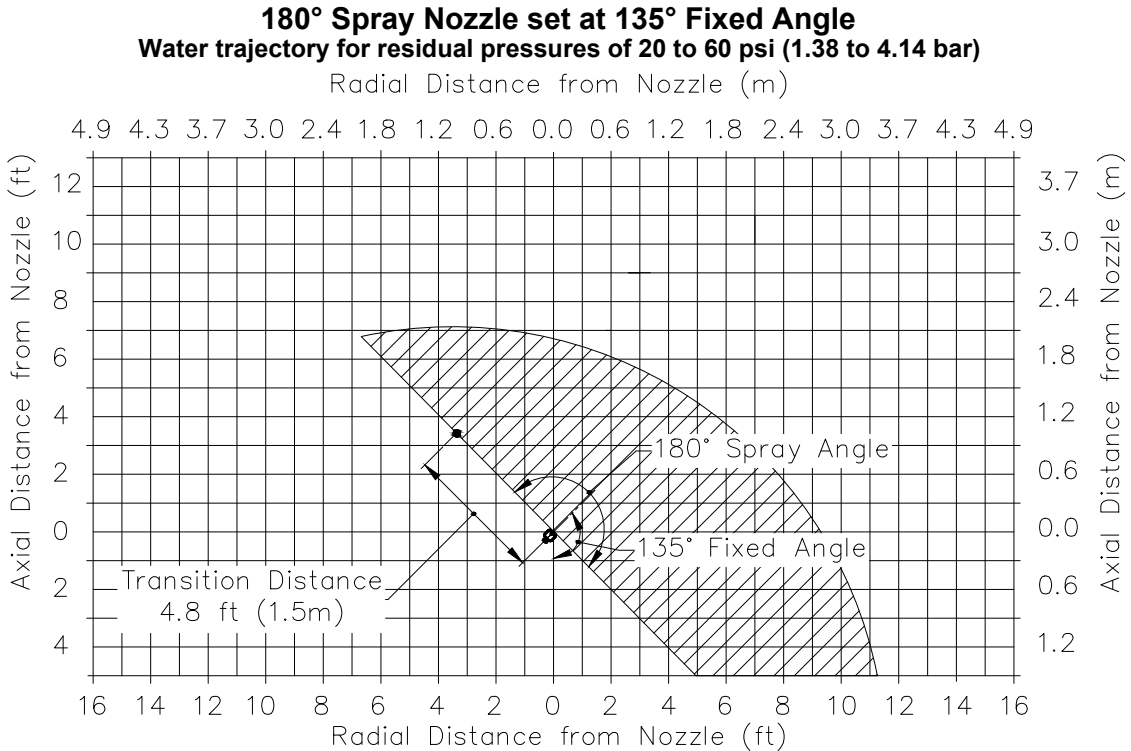 180° Spray Nozzle set at 135° Fixed Angle
Water trajectory for residual pressures of 20 to 60 psi (1.38 to 4.14 bar)
Radial Distance from Nozzle (m)
4.9 4.3 3.7 3.0 2.4 1.8 1.2 0.6 0.0 0.6 1.2 1.8 2.4 3.0 3.7 4.3 4.9
Axial Distance from Nozzle (ft)
12
10
8
6
4
2
0
2
4
3.7
3.0
2.4
1.8
1.2
0.6
0.0
0.6
1.2
Axial Distance from Nozzle (m)
180° Spray Angle
135° Fixed Angle
Transition Distance
4.8 ft (1.5m)
16 14 12 10 8 6 4 2 0 2 4 6 8 10 12 14 16
Radial Distance from Nozzle (ft)